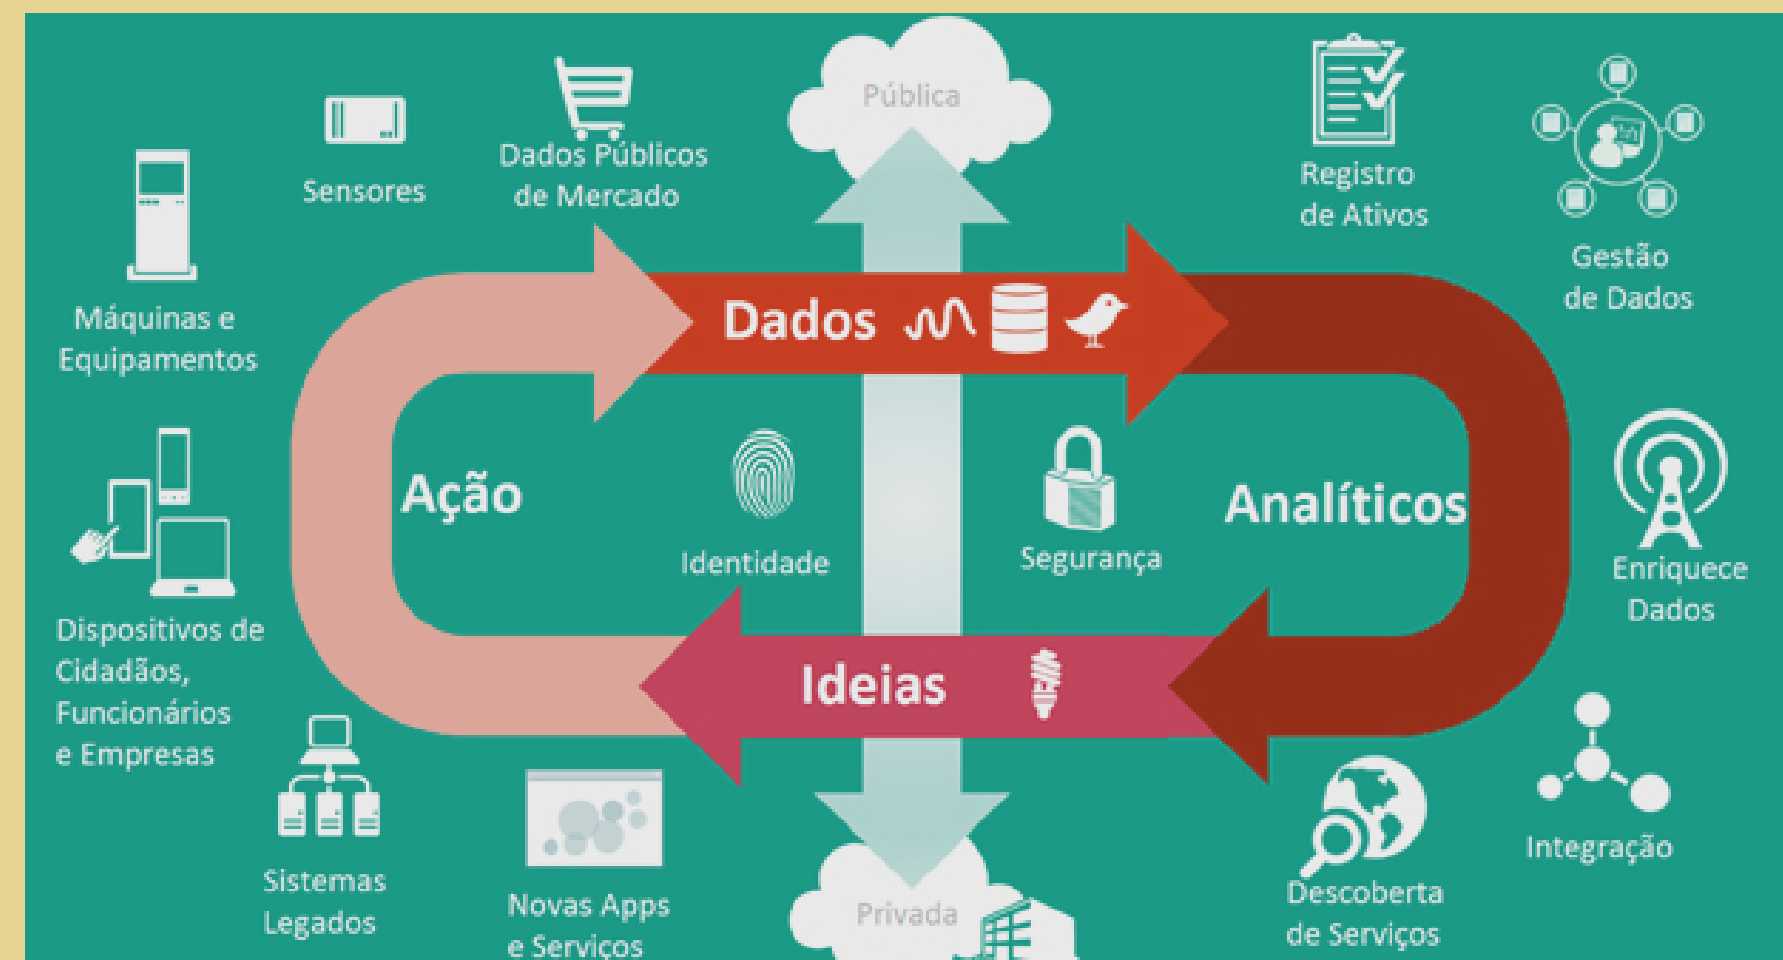 Pública
Dados Públicos
de Mercado
Sensores
Registro
de Ativos
Gestão
de Dados
Máquinas e
Equipamentos
Dados
Ação
Analíticos
Identidade
Segurança
Enriquece
Dados
Dispositivos de
Cidadãos,
Funcionários
e Empresas
Ideias
Sistemas
Legados
Novas Apps
e Serviços
Privada
Descoberta
de Serviços
Integração